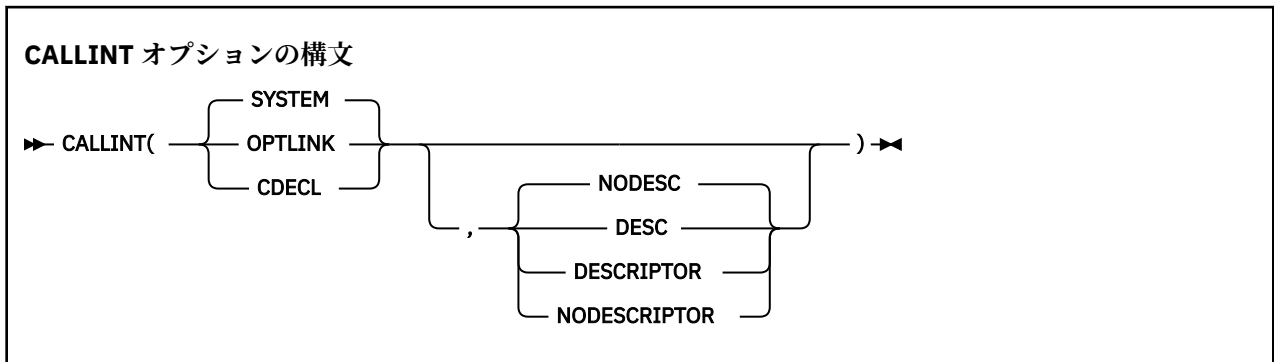 CALLINT オプションの構文
SYSTEM
CALLINT( OPTLINK )
CDECL
NODESC
, DESC
DESCRIPTOR
NODESCRIPTOR